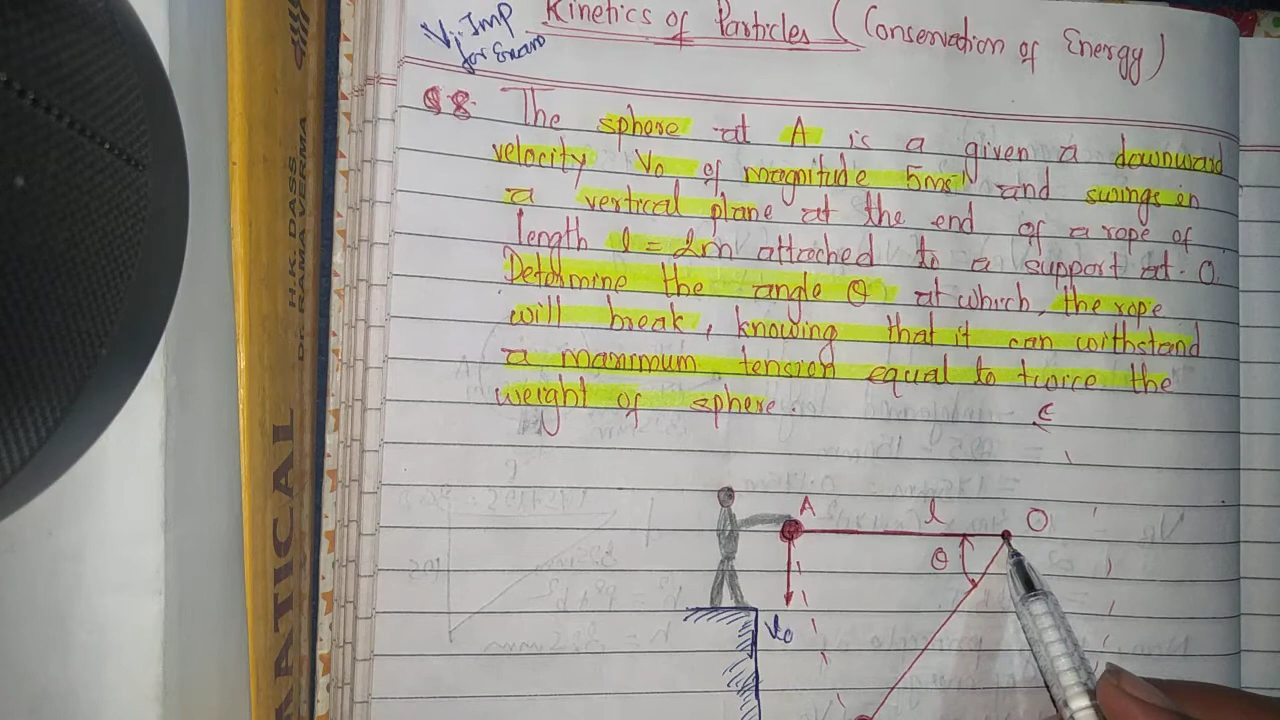 V. Imp
for Exam
Kinetics of Particles (Conservation of Energy)
Q 8. The sphere at A is a given a downward
velocity V₀ of magnitude 5ms⁻¹ and swings in
a vertical plane at the end of a rope of
length l = 2m attached to a support at O.
Determine the angle θ at which, the rope
will break, knowing that it can withstand
a maximum tension equal to twice the
weight of sphere.
A
l
O
θ
V₀
H.K. DASS
Dr. RAMA VERMA
MATICAL